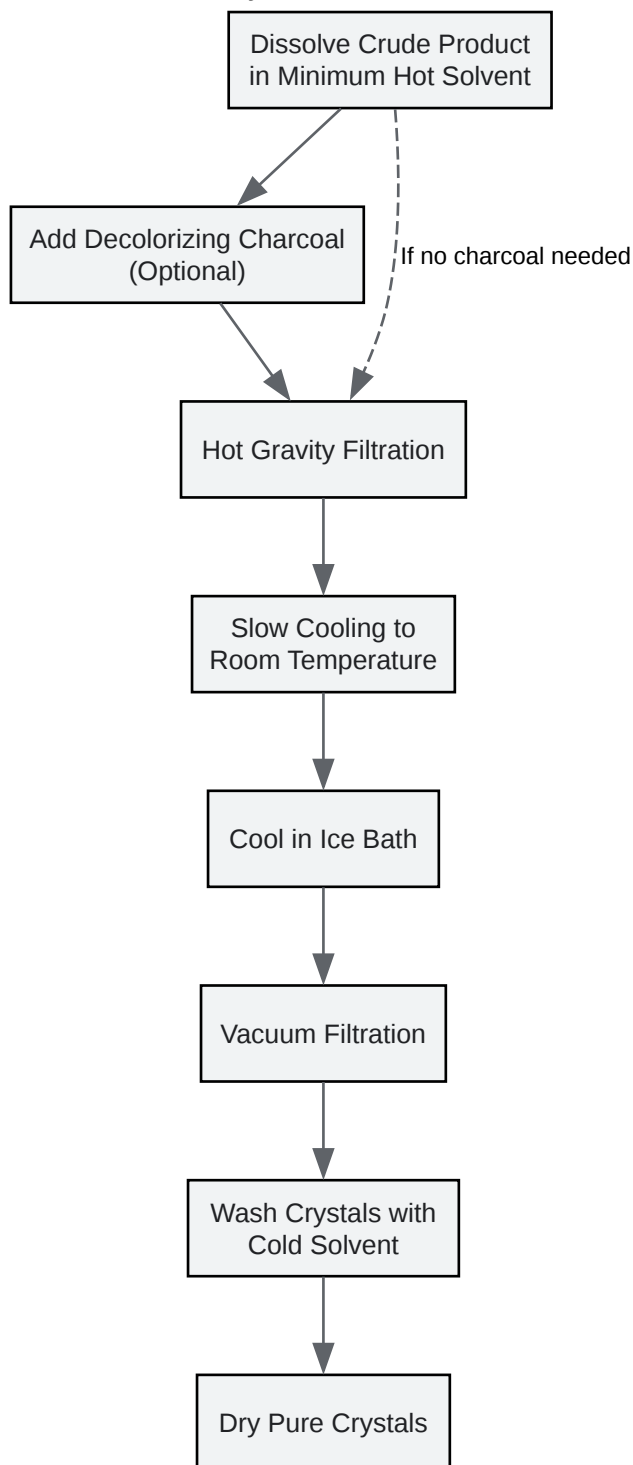 Dissolve Crude Product
in Minimum Hot Solvent
Add Decolorizing Charcoal
(Optional)
If no charcoal needed
Hot Gravity Filtration
Slow Cooling to
Room Temperature
Cool in Ice Bath
Vacuum Filtration
Wash Crystals with
Cold Solvent
Dry Pure Crystals